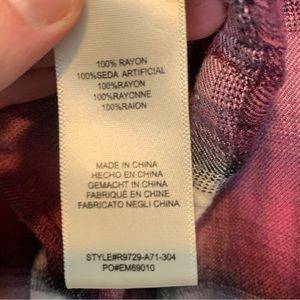 100% RAYON
100%SEDA ARTIFICIAL
100%RAYON
100%RAYONNE
100%RAION
MADE IN CHINA
HECHO EN CHINA
GEMACHT IN CHINA
FABRIQUÉ EN CHINE
FABRICATO NEGLI CHINA
STYLE#R9729-A71-304
PO#EM69010